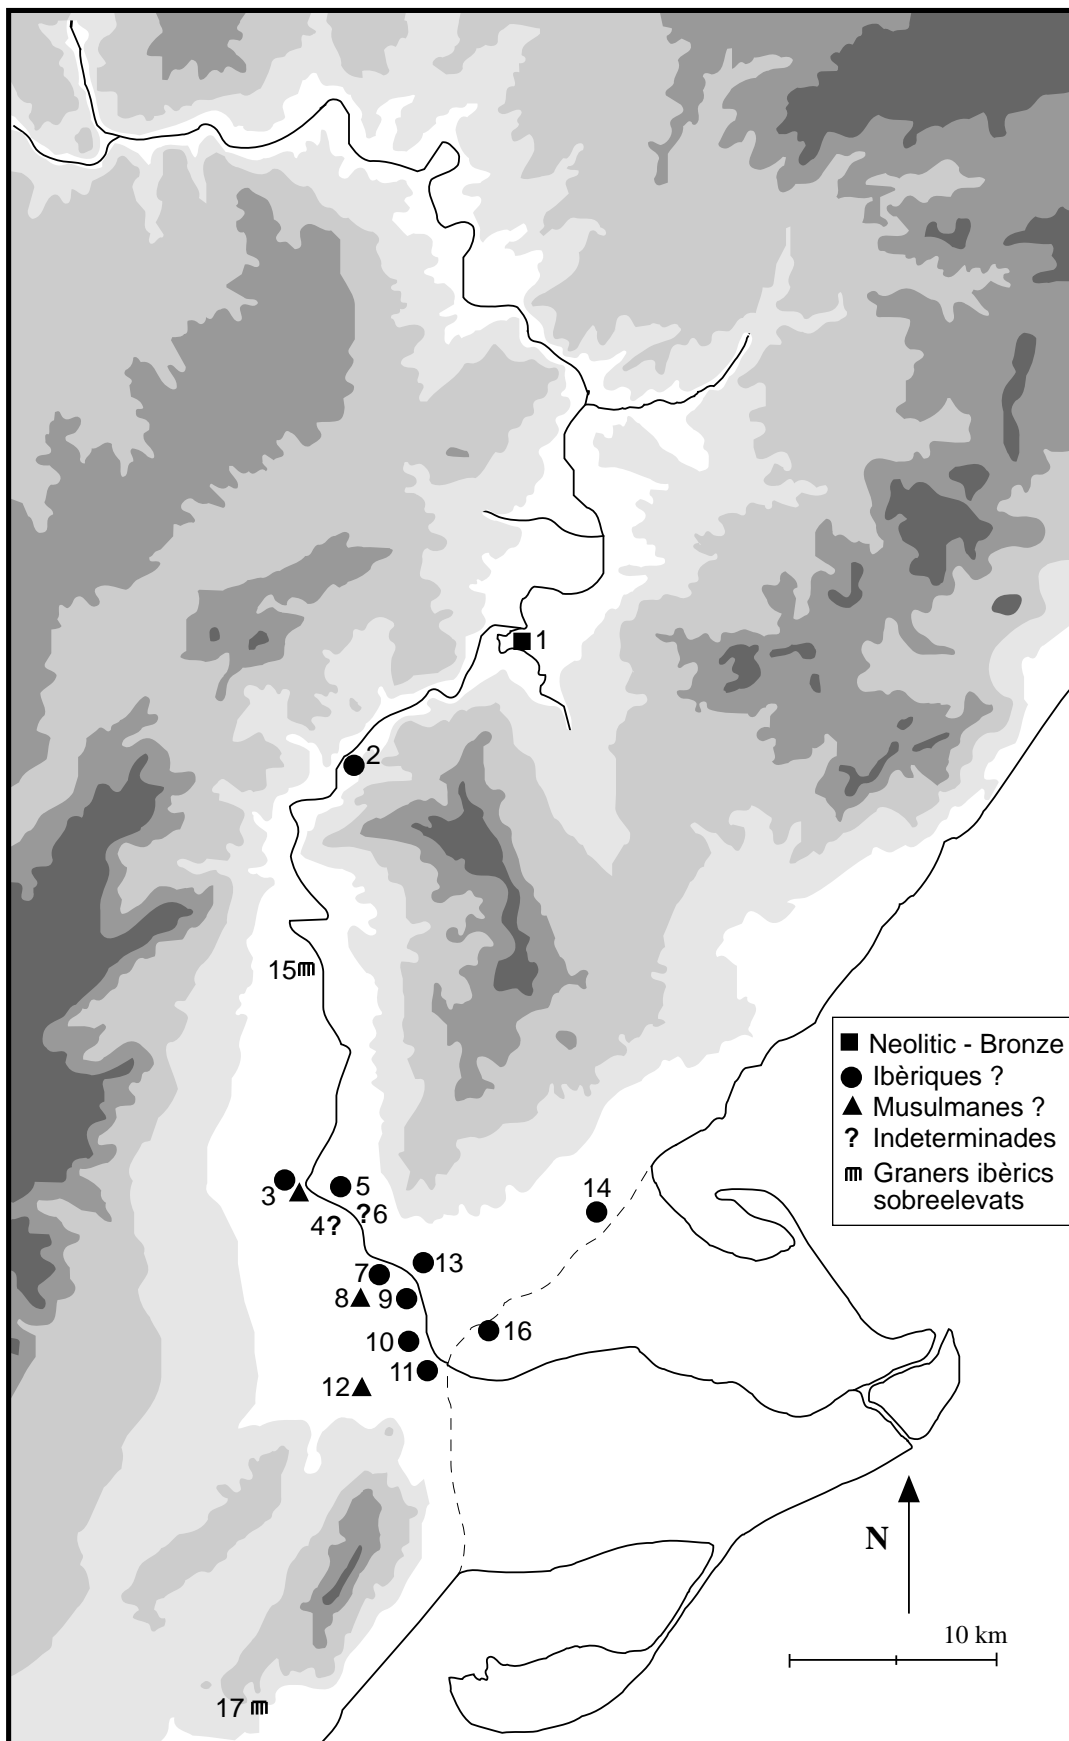 1
2
15
Neolitic - Bronze
Ibèriques ?
Musulmanes ?
? Indeterminades
Graners ibèrics
sobreelevats
3
5
4?
?6
14
13
7
8
9
10
16
11
12
N
10 km
17